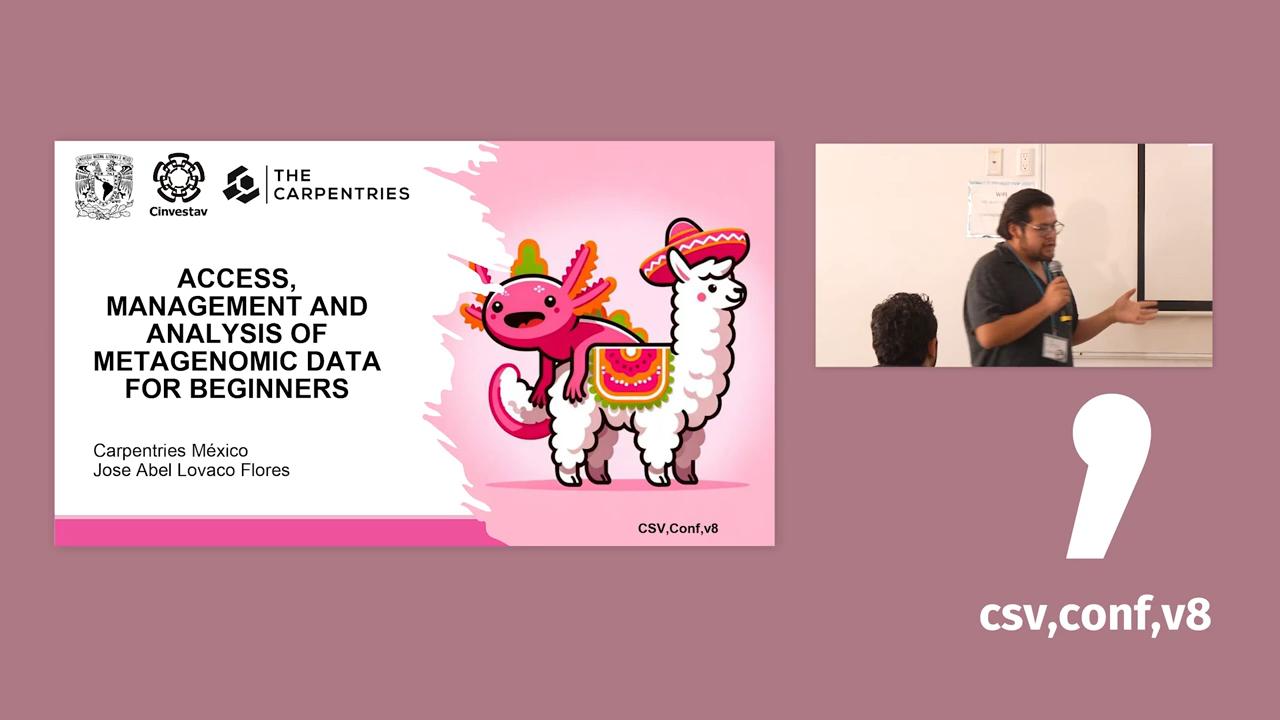 Cinvestav
THE
CARPENTRIES
ACCESS,
MANAGEMENT AND
ANALYSIS OF
METAGENOMIC DATA
FOR BEGINNERS
Carpentries México
Jose Abel Lovaco Flores
CSV,Conf,v8
csv,conf,v8